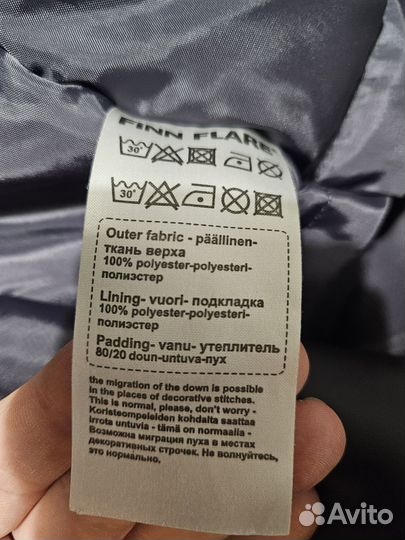 FINN FLARE®
30°
30°
Outer fabric - päällinen-
ткань верха
100% polyester-polyesteri-
полиэстер
Lining- vuori- подкладка
100% polyester-polyesteri-
полиэстер
Padding- vanu- утеплитель
80/20 doun-untuva-пух
the migration of the down is possible
in the places of decorative stitches.
This is normal, please, don't worry -
Koristeompeleiden kohdalta saattaa
irrota untuvia - tämä on normaalia -
Возможна миграция пуха в местах
декоративных строчек. Не волнуйтесь,
это нормально.
Avito